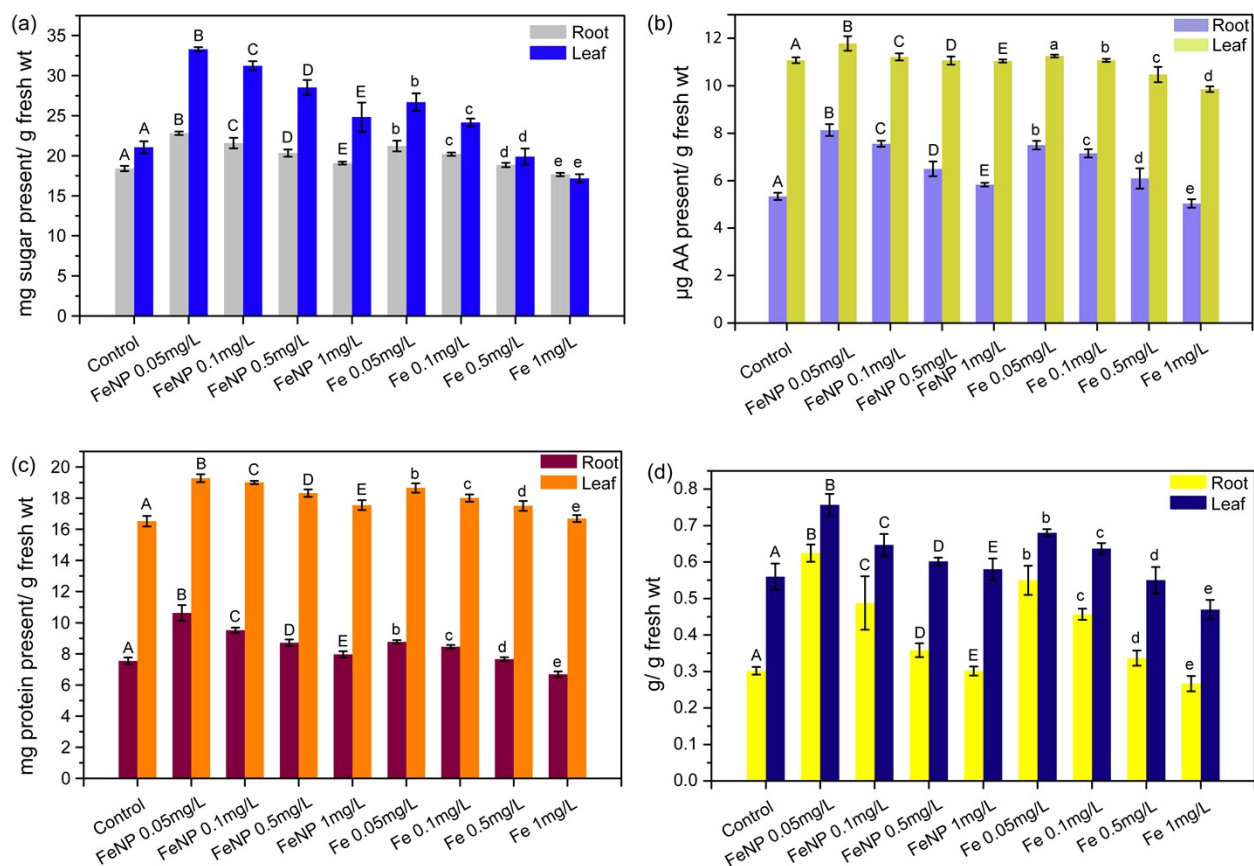 (a)
mg sugar present/ g fresh wt
35
30
25
20
15
10
5
0
Root
Leaf
A A B B C C D D E E b b c c d d e e
Control
FeNP 0.05mg/L
FeNP 0.1mg/L
FeNP 0.5mg/L
FeNP 1mg/L
Fe 0.05mg/L
Fe 0.1mg/L
Fe 0.5mg/L
Fe 1mg/L
(b)
µg AA present/ g fresh wt
12
10
8
6
4
2
0
Root
Leaf
A A B B C C D D E E b a c b d c e d
Control
FeNP 0.05mg/L
FeNP 0.1mg/L
FeNP 0.5mg/L
FeNP 1mg/L
Fe 0.05mg/L
Fe 0.1mg/L
Fe 0.5mg/L
Fe 1mg/L
(c)
mg protein present/ g fresh wt
20
18
16
14
12
10
8
6
4
2
0
Root
Leaf
A A B B C C D D E E b b c c d d e e
Control
FeNP 0.05mg/L
FeNP 0.1mg/L
FeNP 0.5mg/L
FeNP 1mg/L
Fe 0.05mg/L
Fe 0.1mg/L
Fe 0.5mg/L
Fe 1mg/L
(d)
g/ g fresh wt
0.8
0.7
0.6
0.5
0.4
0.3
0.2
0.1
0.0
Root
Leaf
A A B B C C D D E E b b c c d d e e
Control
FeNP 0.05mg/L
FeNP 0.1mg/L
FeNP 0.5mg/L
FeNP 1mg/L
Fe 0.05mg/L
Fe 0.1mg/L
Fe 0.5mg/L
Fe 1mg/L